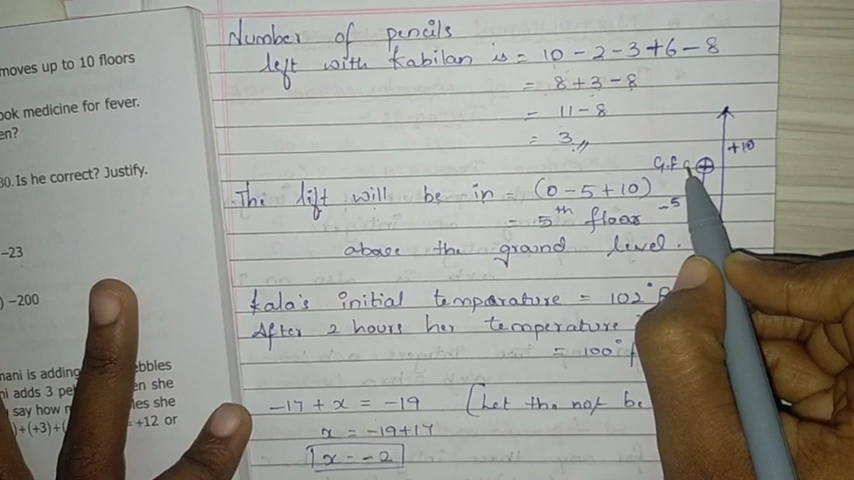 moves up to 10 floors
ook medicine for fever.
en?
30. Is he correct? Justify.
-23
) -200
mani is adding ebbles
ni adds 3 pe en she
say how les she
)+(+3)+( +12 or
Number of pencils
left with Kabilan is = 10 - 2 - 3 + 6 - 8
= 8 + 3 - 8
= 11 - 8
= 3
+10
G.F
The lift will be in = (0 - 5 + 10)
= 5th floor -5
above the grand level.
Kala's initial temparature = 102°
After 2 hours her temperature
= 100°f
-17 + x = -19 (Let the no/ be
x = -19 + 17
x = -2